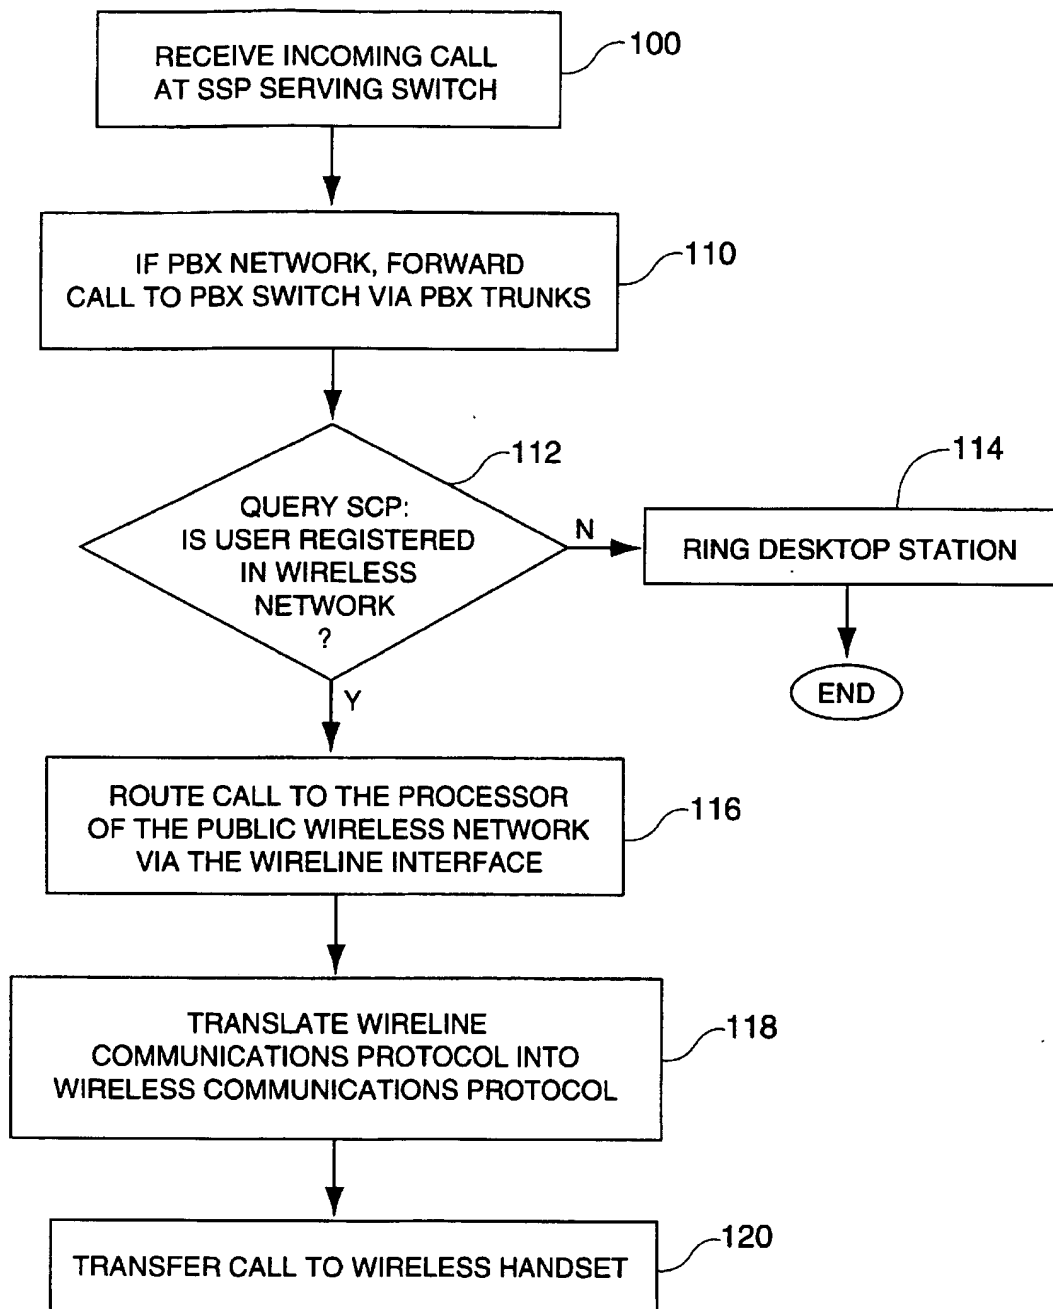 RECEIVE INCOMING CALL
AT SSP SERVING SWITCH
100
IF PBX NETWORK, FORWARD
CALL TO PBX SWITCH VIA PBX TRUNKS
110
QUERY SCP:
IS USER REGISTERED
IN WIRELESS
NETWORK
?
112
N
RING DESKTOP STATION
114
END
Y
ROUTE CALL TO THE PROCESSOR
OF THE PUBLIC WIRELESS NETWORK
VIA THE WIRELINE INTERFACE
116
TRANSLATE WIRELINE
COMMUNICATIONS PROTOCOL INTO
WIRELESS COMMUNICATIONS PROTOCOL
118
TRANSFER CALL TO WIRELESS HANDSET
120